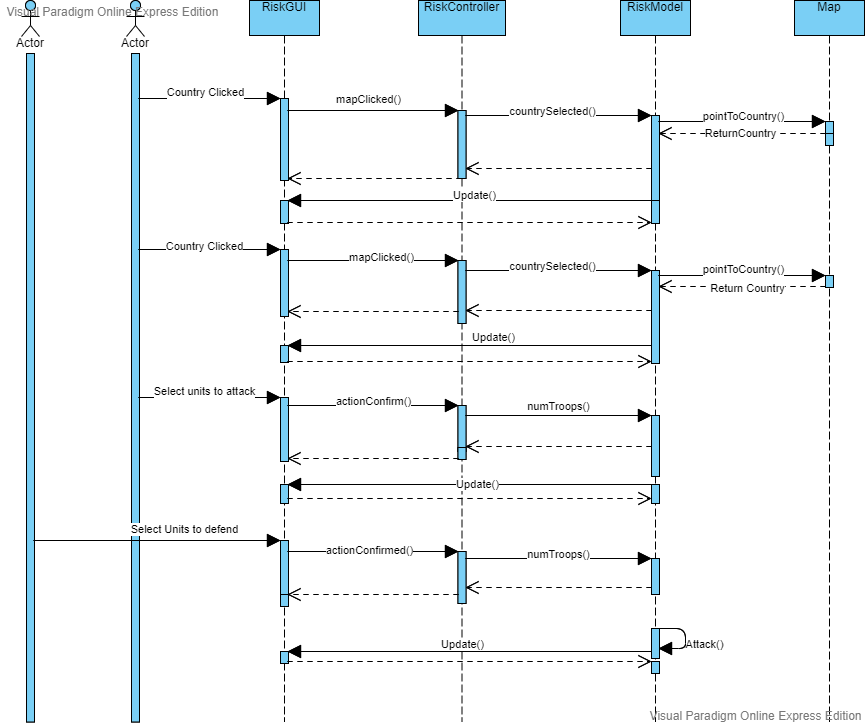 Visual Paradigm Online Express Edition
RiskGUI
RiskController
RiskModel
Map
Actor
Actor
Country Clicked
mapClicked()
countrySelected()
pointToCountry()
ReturnCountry
Update()
Country Clicked
mapClicked()
countrySelected()
pointToCountry()
Return Country
Update()
Select units to attack
actionConfirm()
numTroops()
Update()
Select Units to defend
actionConfirmed()
numTroops()
Update()
Attack()
Visual Paradigm Online Express Edition